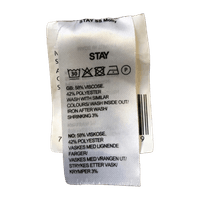 STAY
GB: 58% VISCOSE,
42% POLYESTER
WASH WITH SIMILAR
COLOURS/WASH INSIDE OUT/
IRON AFTER WASH/
SHRINKING 3%
NO: 58% VISKOSE,
42% POLYESTER
VASKES MED LIGNENDE
FARGER/
VASKES MED VRANGEN UT/
STRYKES ETTER VASK/
KRYMPER 3%